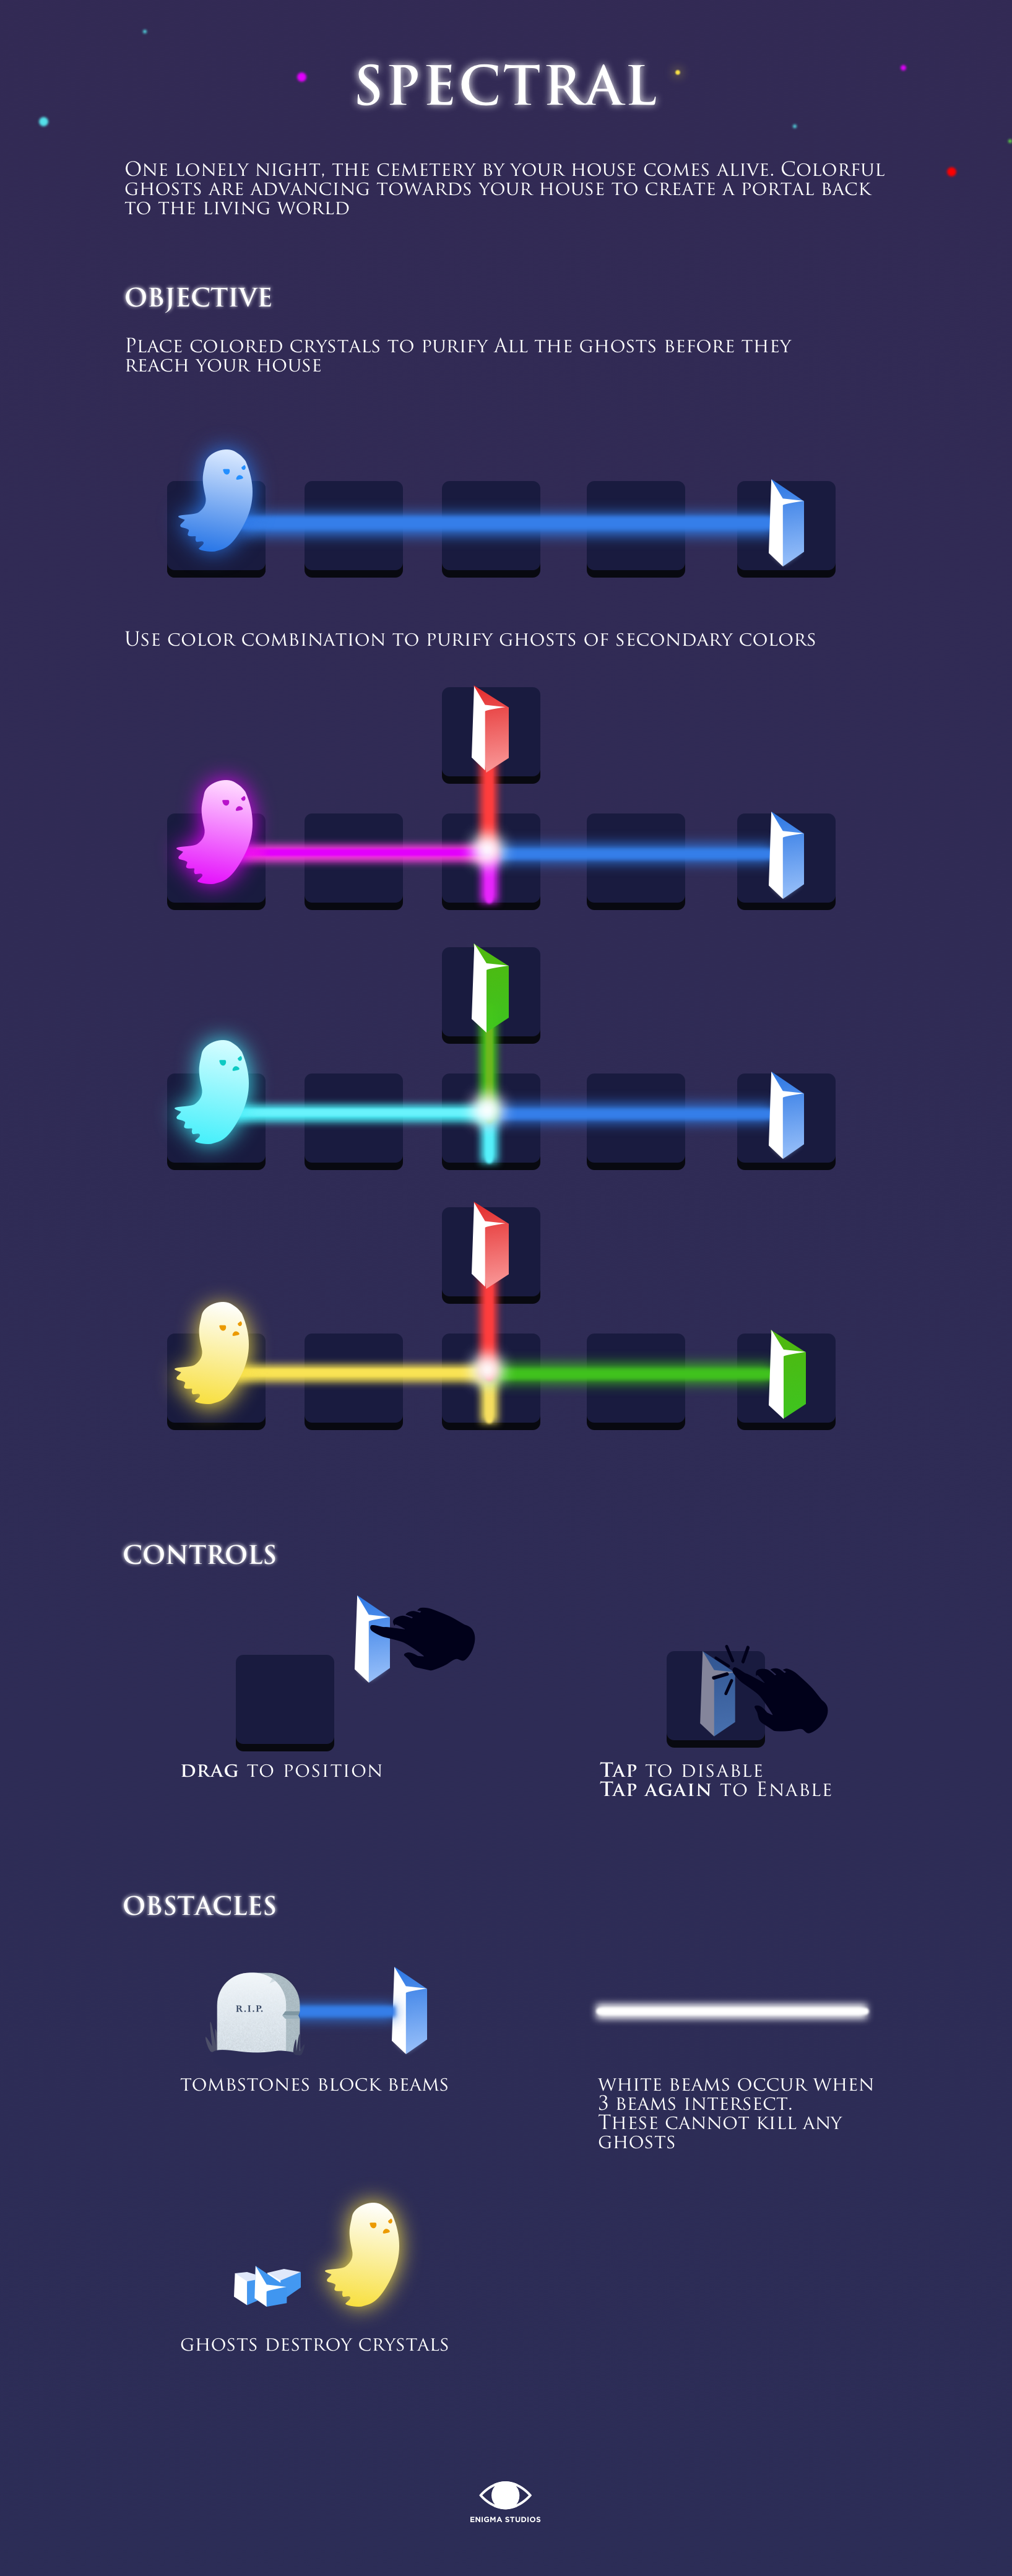 SPECTRAL
One lonely night, the cemetery by your house comes alive. Colorful
ghosts are advancing towards your house to create a portal back
to the living world
OBJECTIVE
Place colored crystals to purify All the ghosts before they
reach your house
Use color combination to purify ghosts of secondary colors
CONTROLS
drag to position
Tap to disable
Tap again to Enable
OBSTACLES
R.I.P.
tombstones block beams
white beams occur when
3 beams intersect.
These cannot kill any
ghosts
ghosts destroy crystals
ENIGMA STUDIOS